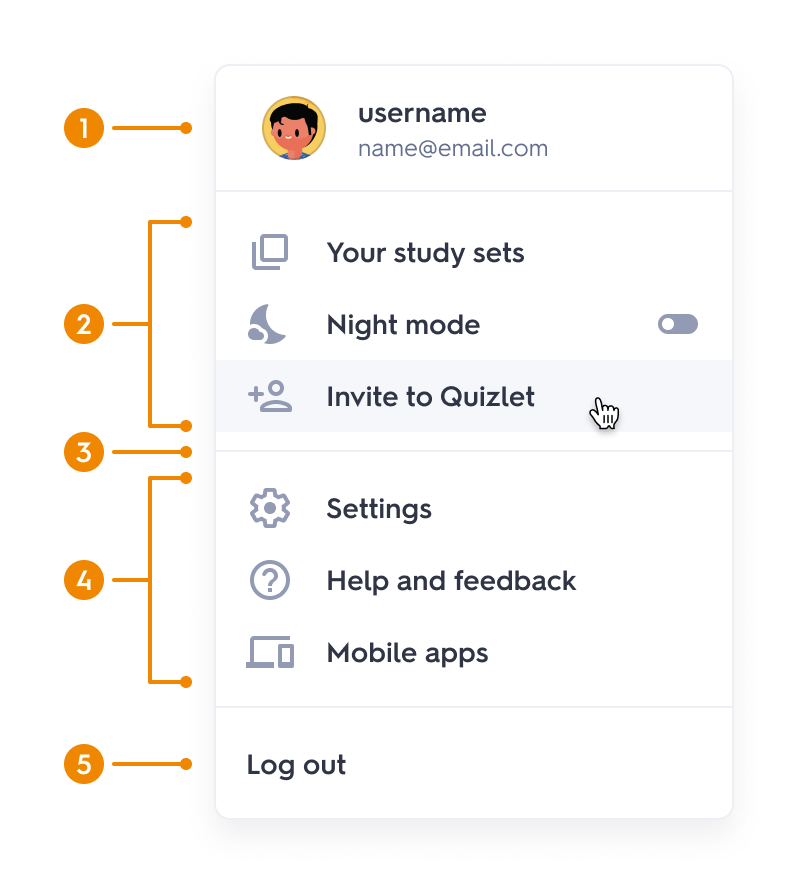 1
username
name@email.com
2
Your study sets
Night mode
Invite to Quizlet
3
4
Settings
Help and feedback
Mobile apps
5
Log out